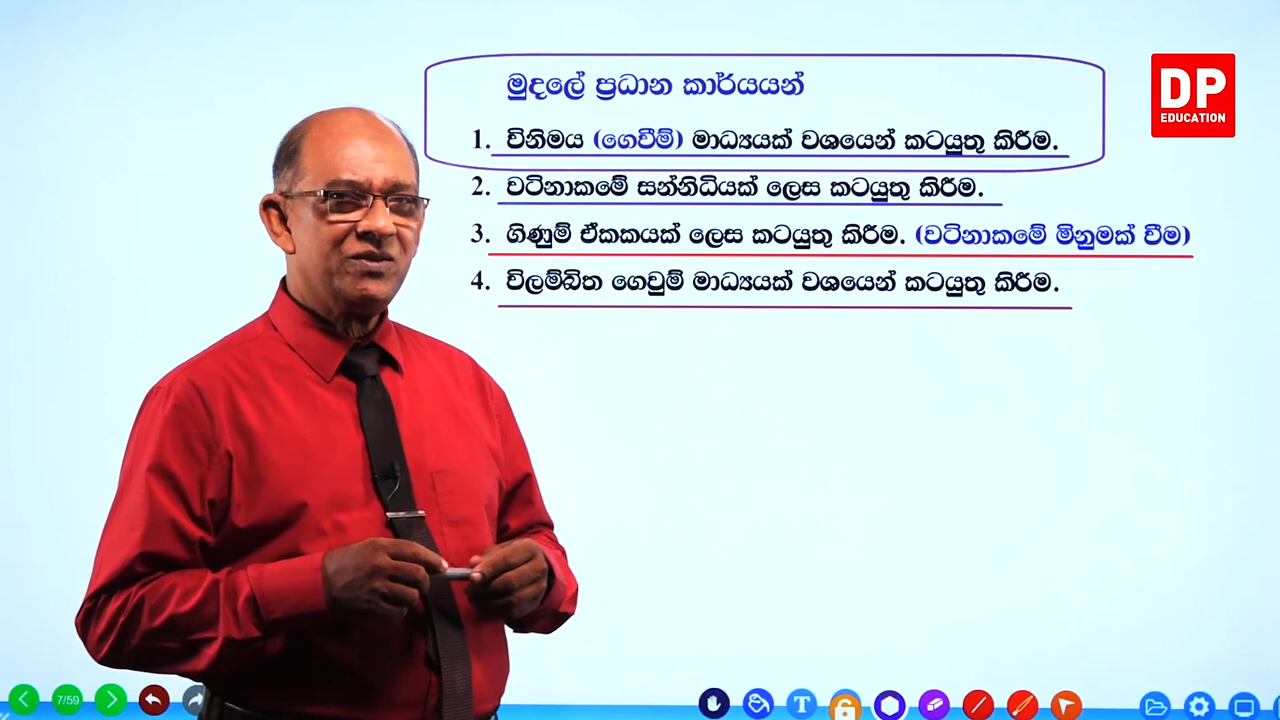 මුදලේ ප්‍රධාන කාර්යයන්
DP
EDUCATION
1. විනිමය (ගෙවීම්) මාධ්‍යයක් වශයෙන් කටයුතු කිරීම.
2. වටිනාකමේ සන්නිධියක් ලෙස කටයුතු කිරීම.
3. ගිණුම් ඒකකයක් ලෙස කටයුතු කිරීම. (වටිනාකමේ මිනුමක් වීම)
4. විලම්බිත ගෙවුම් මාධ්‍යයක් වශයෙන් කටයුතු කිරීම.
7/59
T